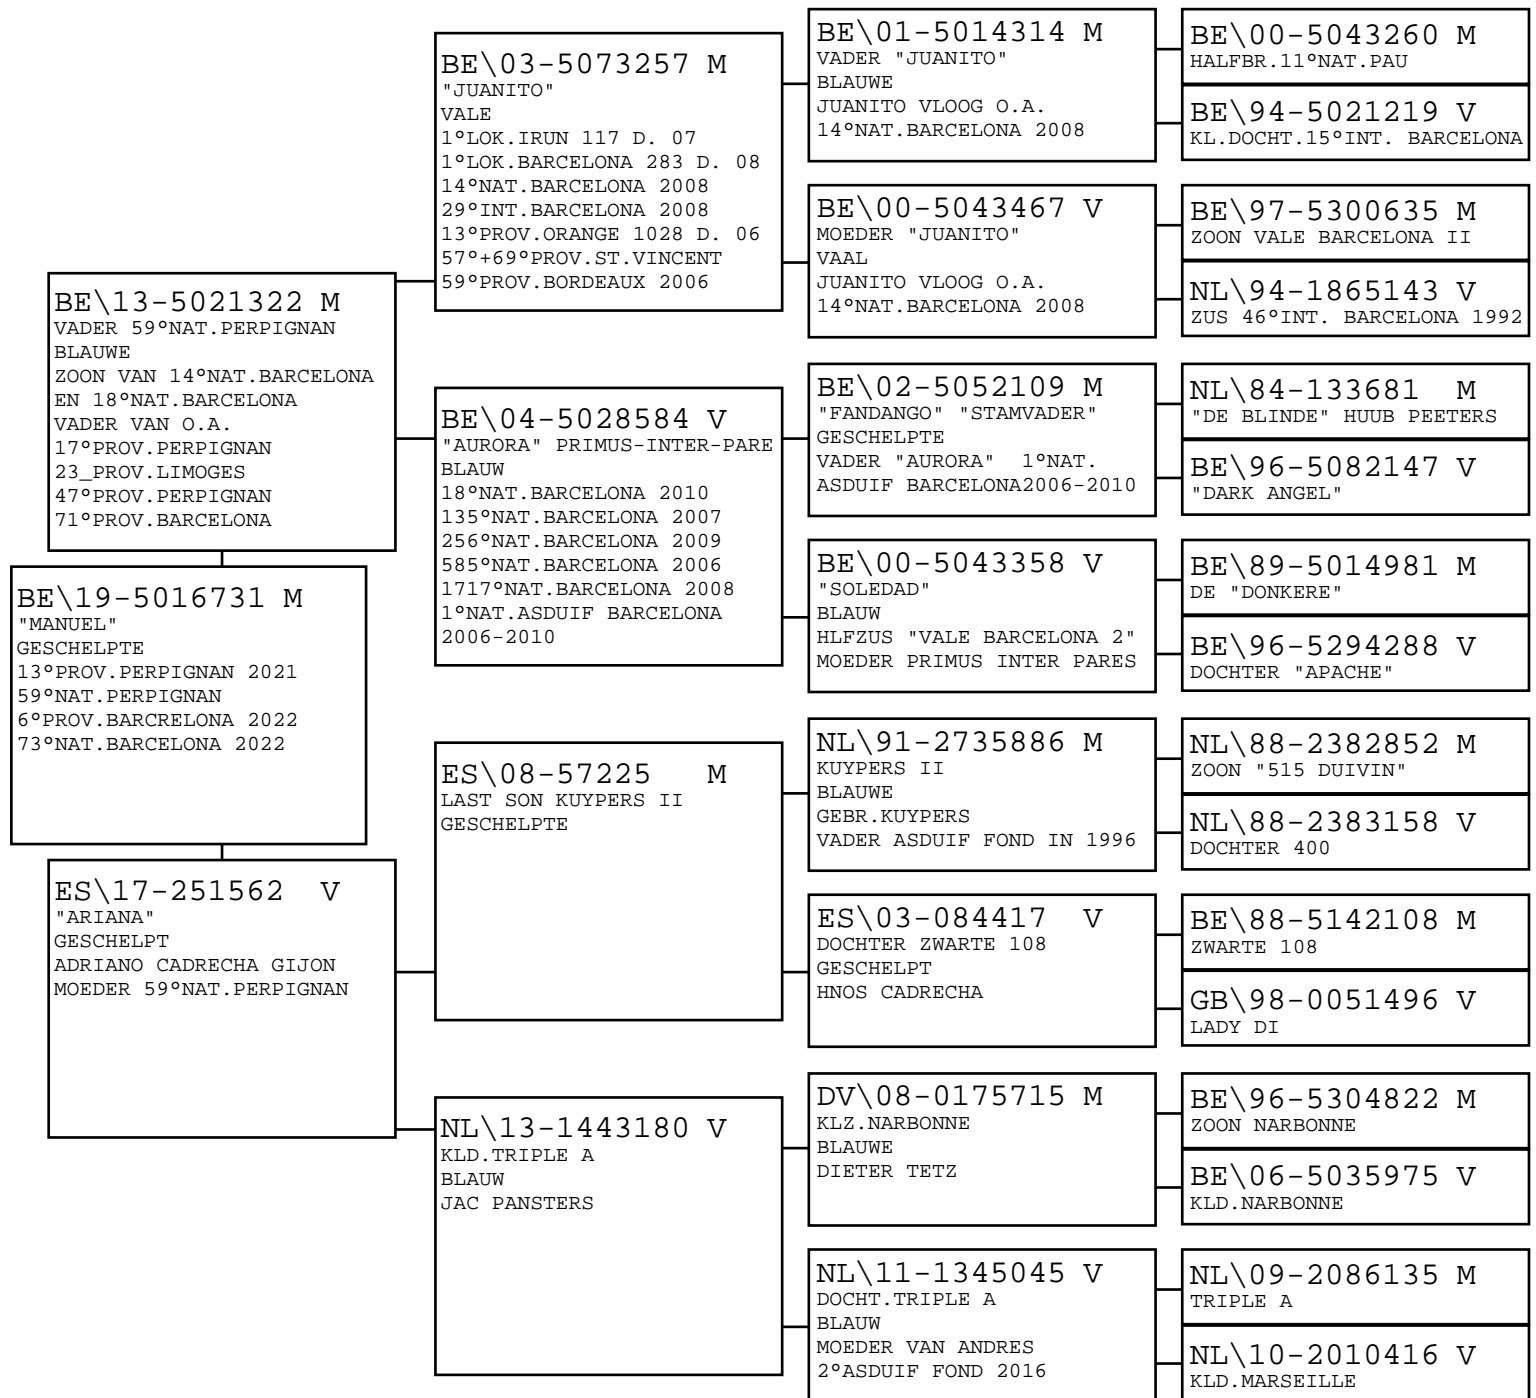 BE\19-5016731 M
"MANUEL"
GESCHELPTE
13°PROV.PERPIGNAN 2021
59°NAT.PERPIGNAN
6°PROV.BARCRELONA 2022
73°NAT.BARCELONA 2022
BE\13-5021322 M
VADER 59°NAT.PERPIGNAN
BLAUWE
ZOON VAN 14°NAT.BARCELONA
EN 18°NAT.BARCELONA
VADER VAN O.A.
17°PROV.PERPIGNAN
23_PROV.LIMOGES
47°PROV.PERPIGNAN
71°PROV.BARCELONA
ES\17-251562 V
"ARIANA"
GESCHELPT
ADRIANO CADRECHA GIJON
MOEDER 59°NAT.PERPIGNAN
BE\03-5073257 M
"JUANITO"
VALE
1°LOK.IRUN 117 D. 07
1°LOK.BARCELONA 283 D. 08
14°NAT.BARCELONA 2008
29°INT.BARCELONA 2008
13°PROV.ORANGE 1028 D. 06
57°+69°PROV.ST.VINCENT
59°PROV.BORDEAUX 2006
BE\04-5028584 V
"AURORA" PRIMUS-INTER-PARE
BLAUW
18°NAT.BARCELONA 2010
135°NAT.BARCELONA 2007
256°NAT.BARCELONA 2009
585°NAT.BARCELONA 2006
1717°NAT.BARCELONA 2008
1°NAT.ASDUIF BARCELONA
2006-2010
ES\08-57225 M
LAST SON KUYPERS II
GESCHELPTE
NL\13-1443180 V
KLD.TRIPLE A
BLAUW
JAC PANSTERS
BE\01-5014314 M
VADER "JUANITO"
BLAUWE
JUANITO VLOOG O.A.
14°NAT.BARCELONA 2008
BE\00-5043467 V
MOEDER "JUANITO"
VAAL
JUANITO VLOOG O.A.
14°NAT.BARCELONA 2008
BE\02-5052109 M
"FANDANGO" "STAMVADER"
GESCHELPTE
VADER "AURORA" 1°NAT.
ASDUIF BARCELONA2006-2010
BE\00-5043358 V
"SOLEDAD"
BLAUW
HLFZUS "VALE BARCELONA 2"
MOEDER PRIMUS INTER PARES
NL\91-2735886 M
KUYPERS II
BLAUWE
GEBR.KUYPERS
VADER ASDUIF FOND IN 1996
ES\03-084417 V
DOCHTER ZWARTE 108
GESCHELPT
HNOS CADRECHA
DV\08-0175715 M
KLZ.NARBONNE
BLAUWE
DIETER TETZ
NL\11-1345045 V
DOCHT.TRIPLE A
BLAUW
MOEDER VAN ANDRES
2°ASDUIF FOND 2016
BE\00-5043260 M
HALFBR.11°NAT.PAU
BE\94-5021219 V
KL.DOCHT.15°INT. BARCELONA
BE\97-5300635 M
ZOON VALE BARCELONA II
NL\94-1865143 V
ZUS 46°INT. BARCELONA 1992
NL\84-133681 M
"DE BLINDE" HUUB PEETERS
BE\96-5082147 V
"DARK ANGEL"
BE\89-5014981 M
DE "DONKERE"
BE\96-5294288 V
DOCHTER "APACHE"
NL\88-2382852 M
ZOON "515 DUIVIN"
NL\88-2383158 V
DOCHTER 400
BE\88-5142108 M
ZWARTE 108
GB\98-0051496 V
LADY DI
BE\96-5304822 M
ZOON NARBONNE
BE\06-5035975 V
KLD.NARBONNE
NL\09-2086135 M
TRIPLE A
NL\10-2010416 V
KLD.MARSEILLE